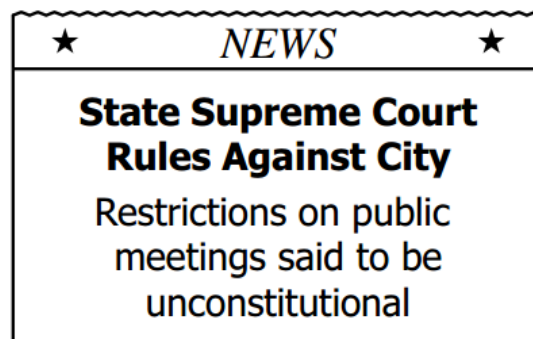 ★ NEWS ★
State Supreme Court
Rules Against City
Restrictions on public
meetings said to be
unconstitutional